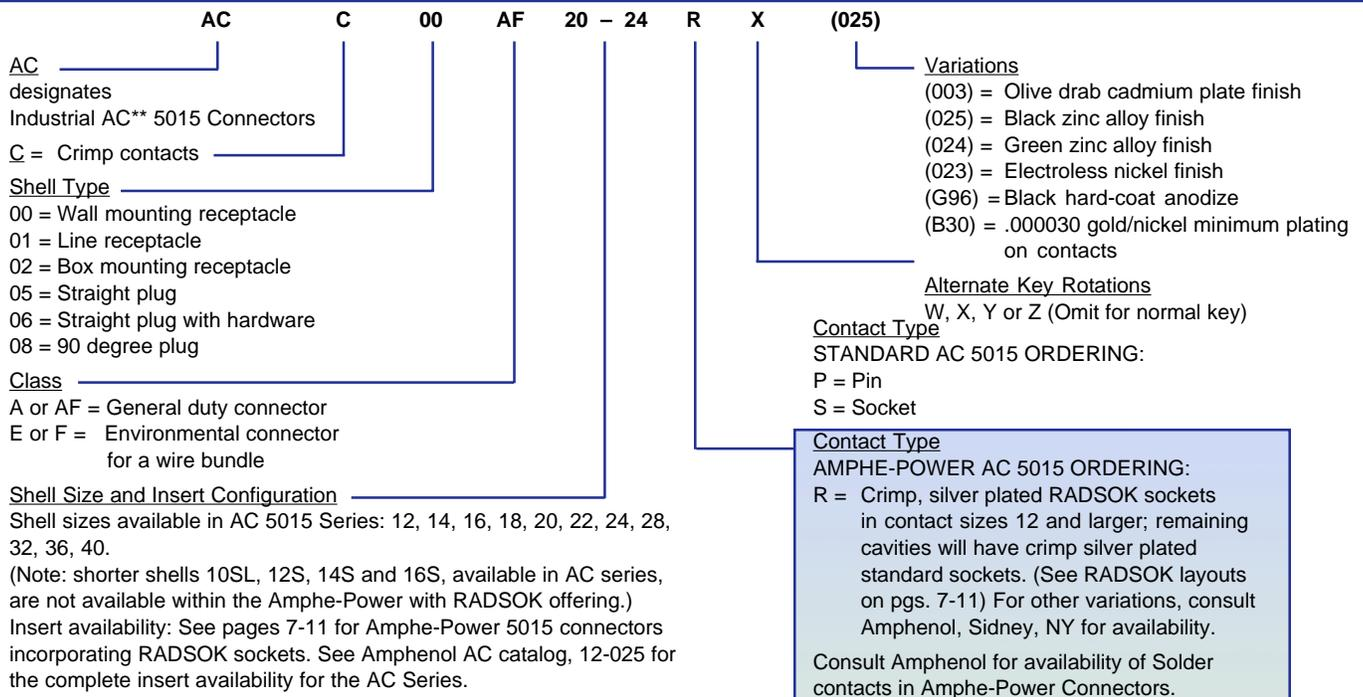 AC C 00 AF 20 – 24 R X (025)
AC
designates
Industrial AC** 5015 Connectors
C = Crimp contacts
Shell Type
00 = Wall mounting receptacle
01 = Line receptacle
02 = Box mounting receptacle
05 = Straight plug
06 = Straight plug with hardware
08 = 90 degree plug
Class
A or AF = General duty connector
E or F = Environmental connector
for a wire bundle
Shell Size and Insert Configuration
Shell sizes available in AC 5015 Series: 12, 14, 16, 18, 20, 22, 24, 28,
32, 36, 40.
(Note: shorter shells 10SL, 12S, 14S and 16S, available in AC series,
are not available within the Amphe-Power with RADSOK offering.)
Insert availability: See pages 7-11 for Amphe-Power 5015 connectors
incorporating RADSOK sockets. See Amphenol AC catalog, 12-025 for
the complete insert availability for the AC Series.
Variations
(003) = Olive drab cadmium plate finish
(025) = Black zinc alloy finish
(024) = Green zinc alloy finish
(023) = Electroless nickel finish
(G96) = Black hard-coat anodize
(B30) = .000030 gold/nickel minimum plating
on contacts
Alternate Key Rotations
W, X, Y or Z (Omit for normal key)
Contact Type
STANDARD AC 5015 ORDERING:
P = Pin
S = Socket
Contact Type
AMPHE-POWER AC 5015 ORDERING:
R = Crimp, silver plated RADSOK sockets
in contact sizes 12 and larger; remaining
cavities will have crimp silver plated
standard sockets. (See RADSOK layouts
on pgs. 7-11) For other variations, consult
Amphenol, Sidney, NY for availability.
Consult Amphenol for availability of Solder
contacts in Amphe-Power Connectors.